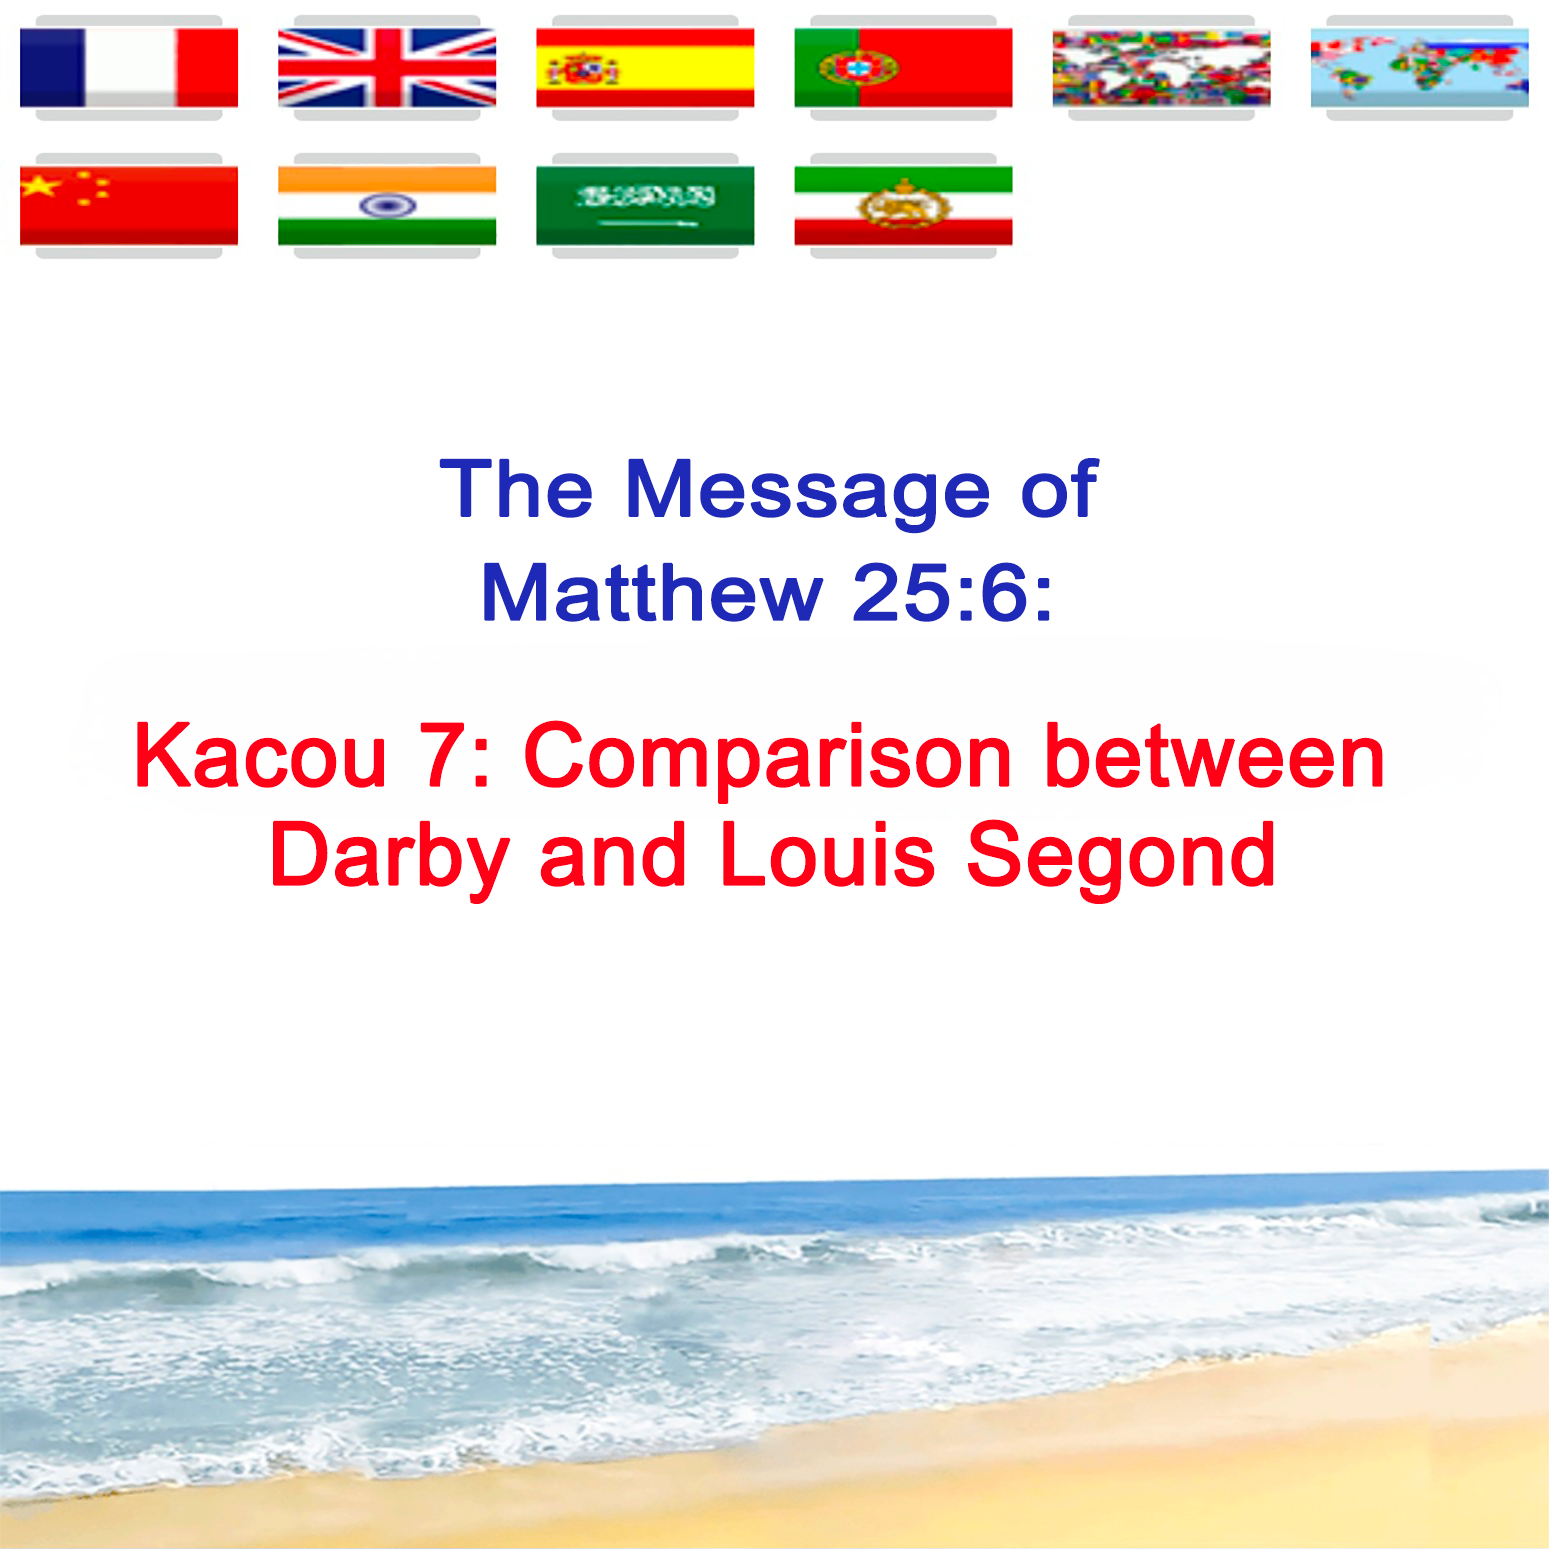 The Message of
Matthew 25:6:
Kacou 7: Comparison between
Darby and Louis Segond